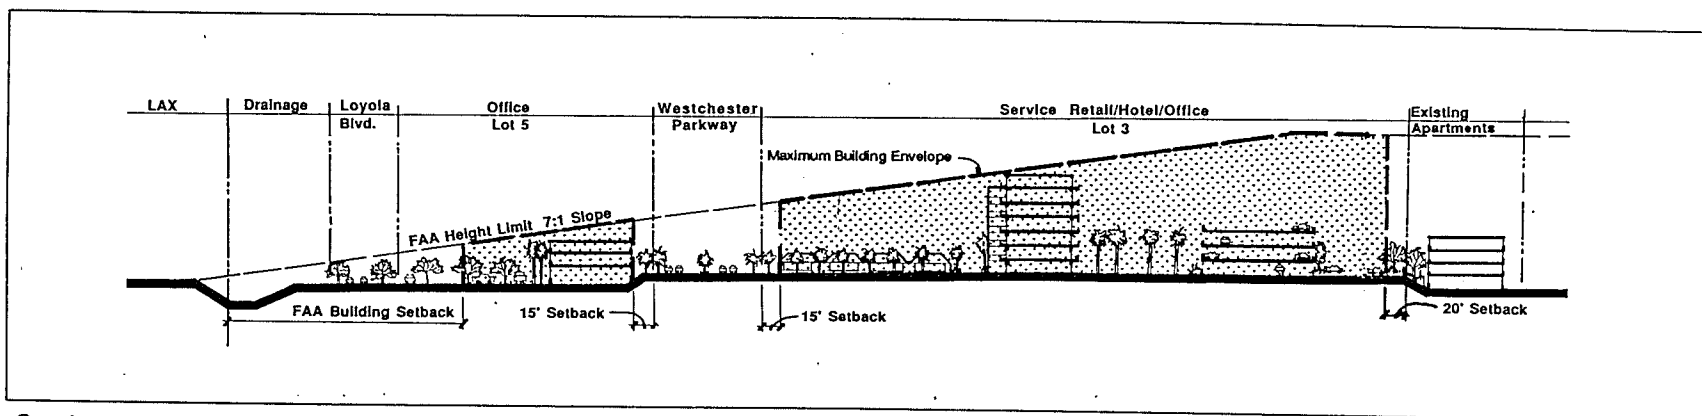 LAX
Drainage
Loyola
Blvd.
Office
Lot 5
Westchester
Parkway
Service Retail/Hotel/Office
Lot 3
Existing
Apartments
Maximum Building Envelope
FAA Height Limit 7:1 Slope
FAA Building Setback
15' Setback
15' Setback
20' Setback